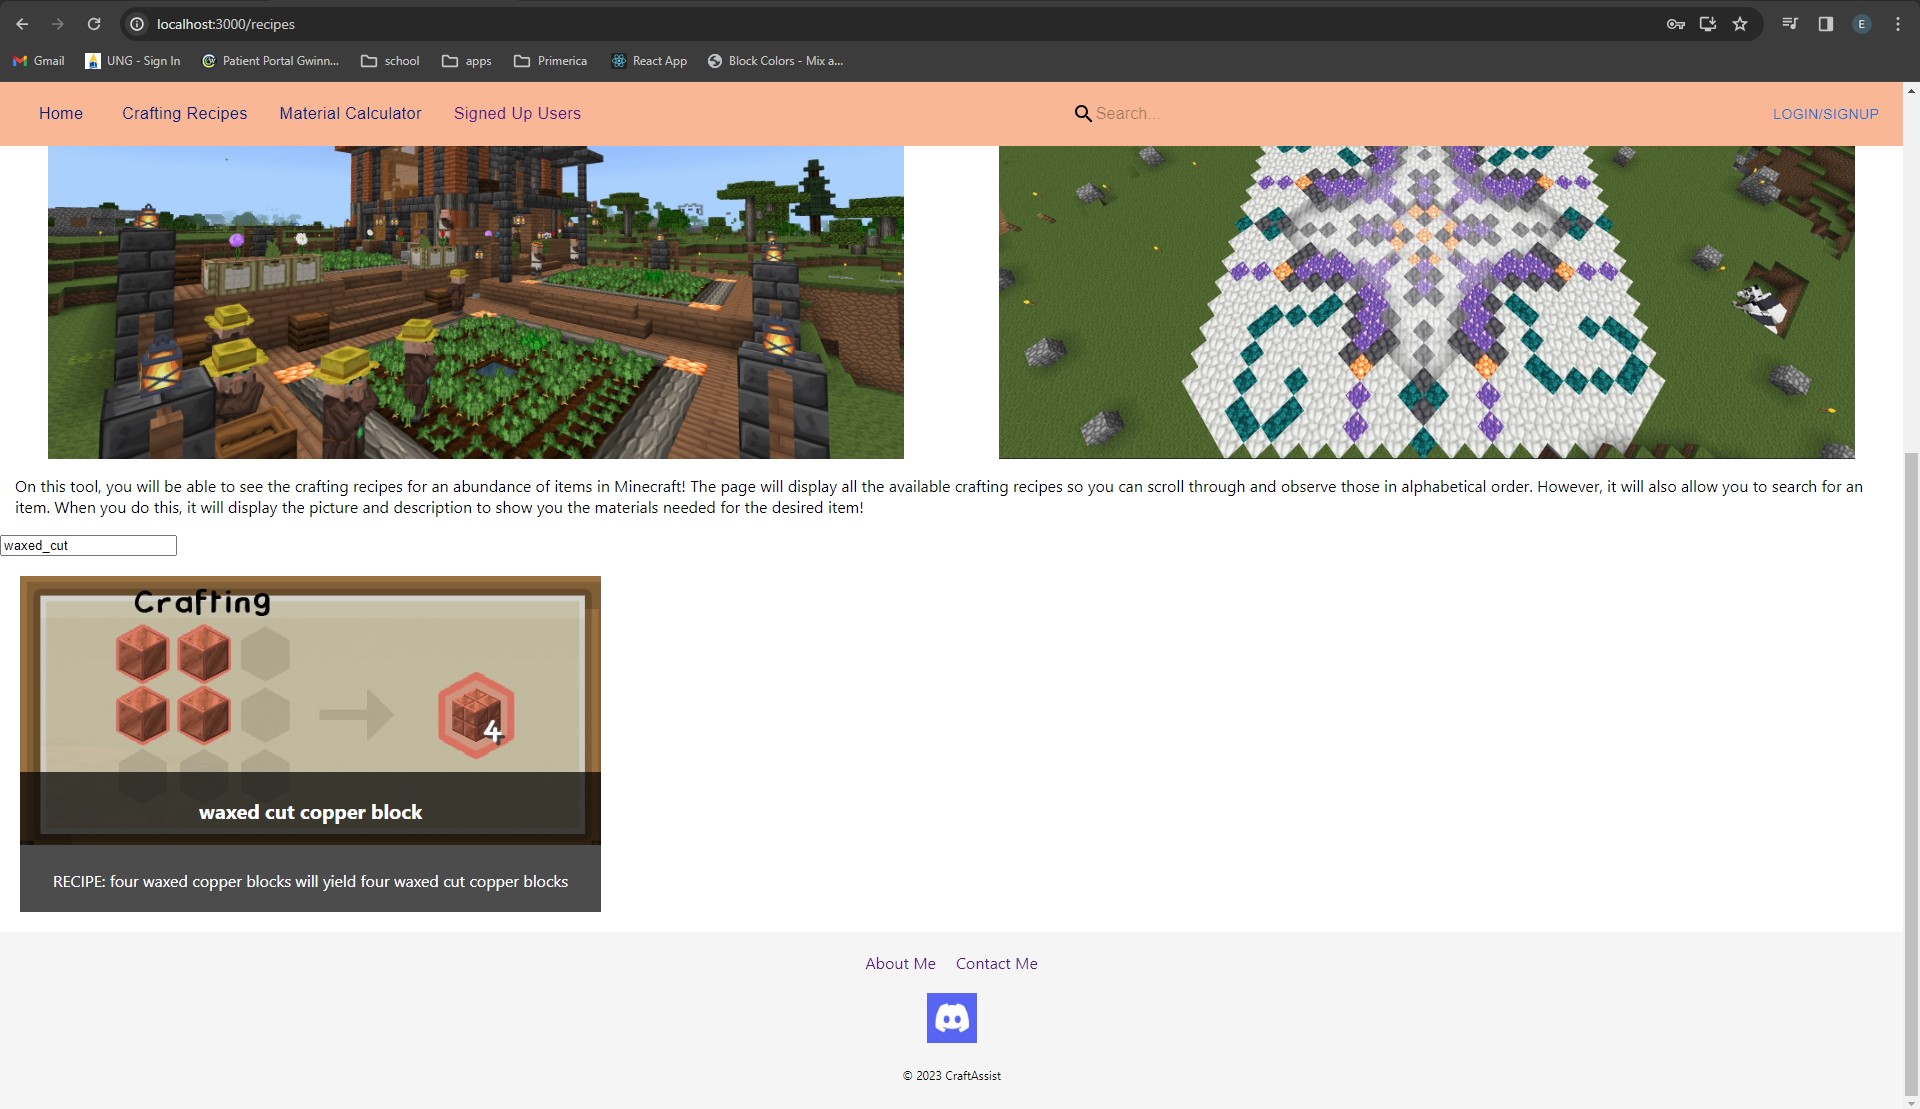 localhost:3000/recipes
E
Gmail
UNG - Sign In
Patient Portal Gwinn...
school
apps
Primerica
React App
Block Colors - Mix a...
Home
Crafting Recipes
Material Calculator
Signed Up Users
Search...
LOGIN/SIGNUP
On this tool, you will be able to see the crafting recipes for an abundance of items in Minecraft! The page will display all the available crafting recipes so you can scroll through and observe those in alphabetical order. However, it will also allow you to search for an
item. When you do this, it will display the picture and description to show you the materials needed for the desired item!
waxed_cut
Crafting
4
waxed cut copper block
RECIPE: four waxed copper blocks will yield four waxed cut copper blocks
About Me
Contact Me
© 2023 CraftAssist